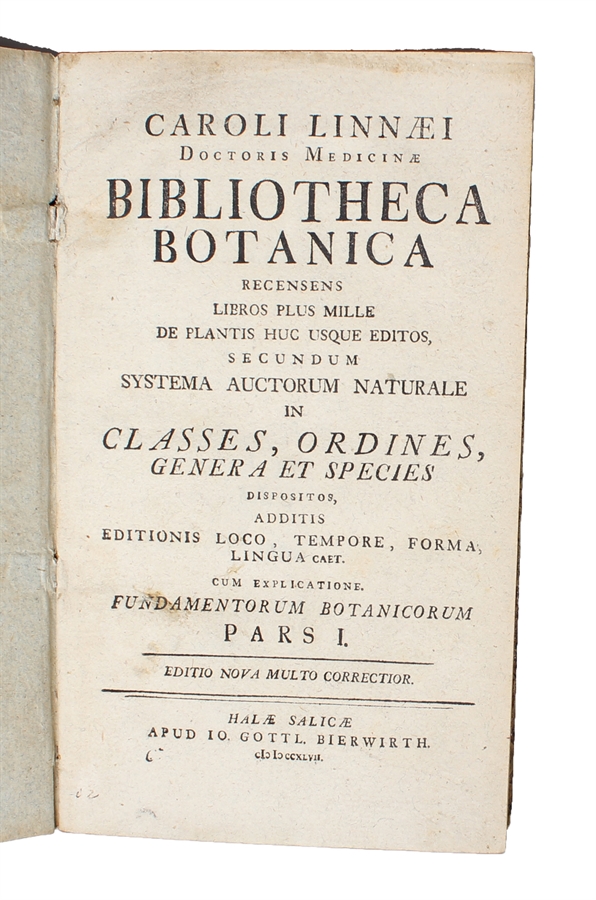 CAROLI LINNÆI
DOCTORIS MEDICINÆ
BIBLIOTHECA
BOTANICA
RECENSENS
LIBROS PLUS MILLE
DE PLANTIS HUC USQUE EDITOS,
SECUNDUM
SYSTEMA AUCTORUM NATURALE
IN
CLASSES, ORDINES,
GENERA ET SPECIES
DISPOSITOS,
ADDITIS
EDITIONIS LOCO, TEMPORE, FORMA,
LINGUA CAET.
CUM EXPLICATIONE.
FUNDAMENTORUM BOTANICORUM
PARS I.
EDITIO NOVA MULTO CORRECTIOR.
HALÆ SALICÆ
APUD IO. GOTTL. BIERWIRTH.
cIↄ Iↄccxlvii.